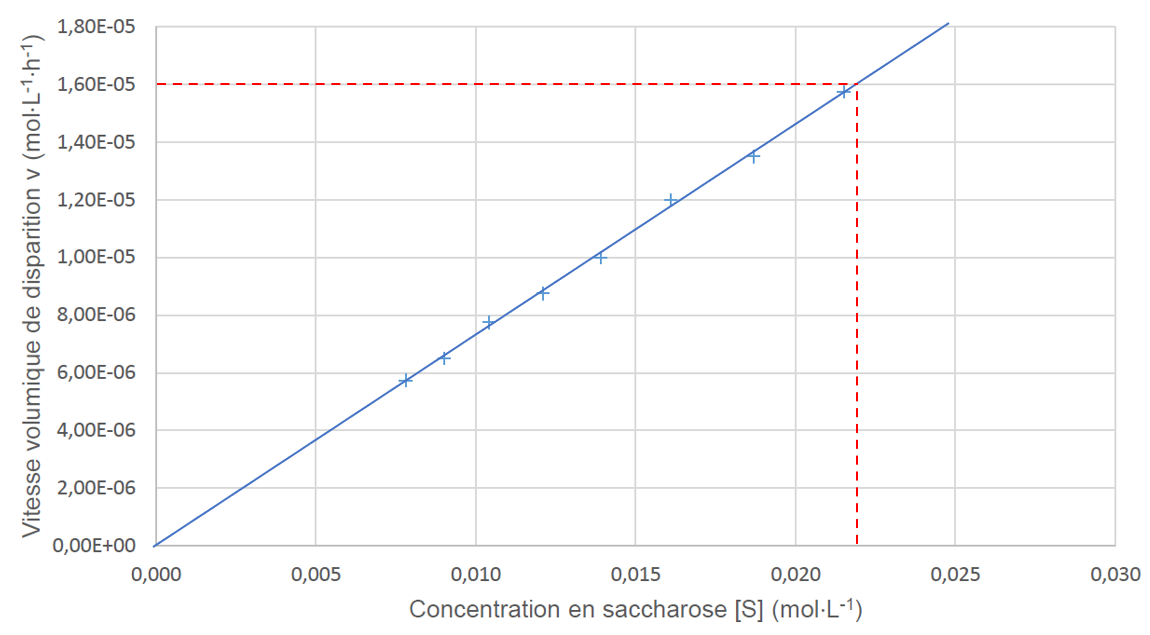 Vitesse volumique de disparition v (mol·L⁻¹·h⁻¹)
1,80E-05
1,60E-05
1,40E-05
1,20E-05
1,00E-05
8,00E-06
6,00E-06
4,00E-06
2,00E-06
0,00E+00
0,000 0,005 0,010 0,015 0,020 0,025 0,030
Concentration en saccharose [S] (mol·L⁻¹)